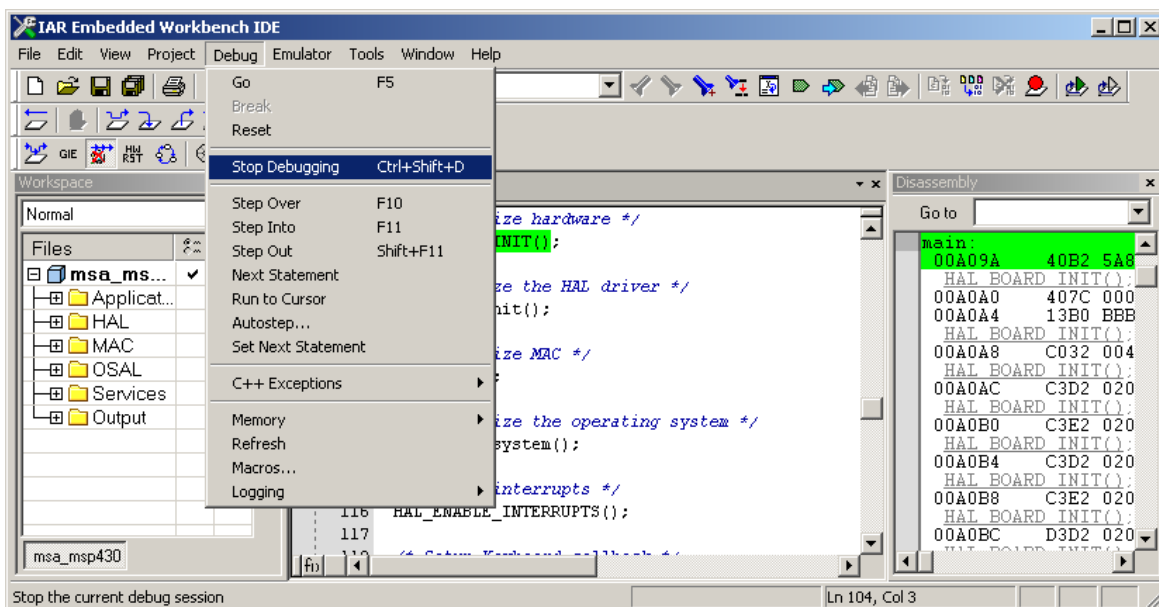 IAR Embedded Workbench IDE
File Edit View Project Debug Emulator Tools Window Help
Go F5
Break
Reset
Stop Debugging Ctrl+Shift+D
Step Over F10
Step Into F11
Step Out Shift+F11
Next Statement
Run to Cursor
Autostep...
Set Next Statement
C++ Exceptions
Memory
Refresh
Macros...
Logging
GIE HW RST
Workspace
Normal
Files
msa_ms...
Applicat...
HAL
MAC
OSAL
Services
Output
msa_msp430
ize hardware */
INIT();
ze the HAL driver */
nit();
ize MAC */
;
ize the operating system */
system();
interrupts */
116 HAL_ENABLE_INTERRUPTS();
117
Disassembly
Go to
main:
00A09A 40B2 5A8
HAL_BOARD_INIT();
00A0A0 407C 000
00A0A4 13B0 BBB
HAL_BOARD_INIT();
00A0A8 C032 004
HAL_BOARD_INIT();
00A0AC C3D2 020
HAL_BOARD_INIT();
00A0B0 C3E2 020
HAL_BOARD_INIT();
00A0B4 C3D2 020
HAL_BOARD_INIT();
00A0B8 C3E2 020
HAL_BOARD_INIT();
00A0BC D3D2 020
Stop the current debug session
Ln 104, Col 3